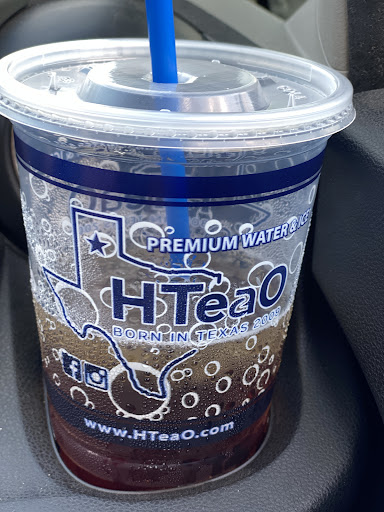 PREMIUM WATER & ICE
HTeaO
BORN IN TEXAS 2009
www.HTeaO.com